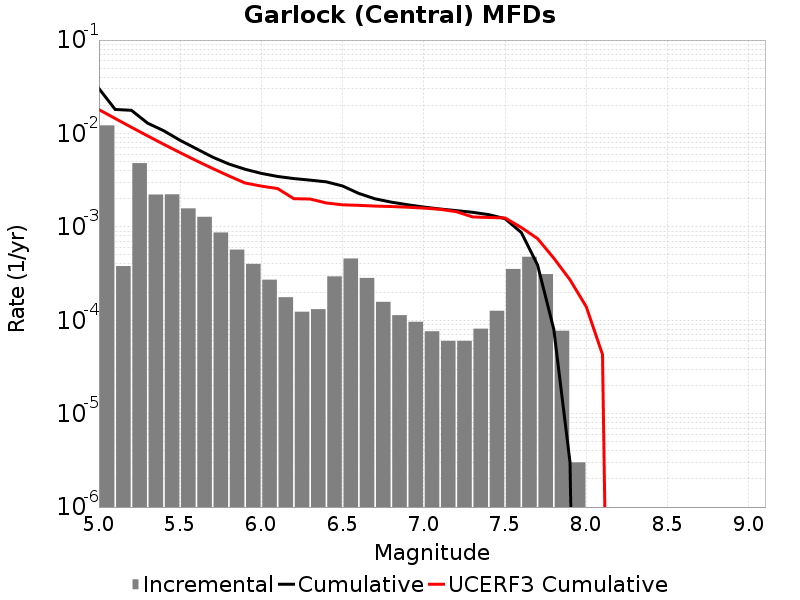 Garlock (Central) MFDs
10-1
10-2
10-3
10-4
10-5
10-6
Rate (1/yr)
5.0 5.5 6.0 6.5 7.0 7.5 8.0 8.5 9.0
Magnitude
Incremental Cumulative UCERF3 Cumulative